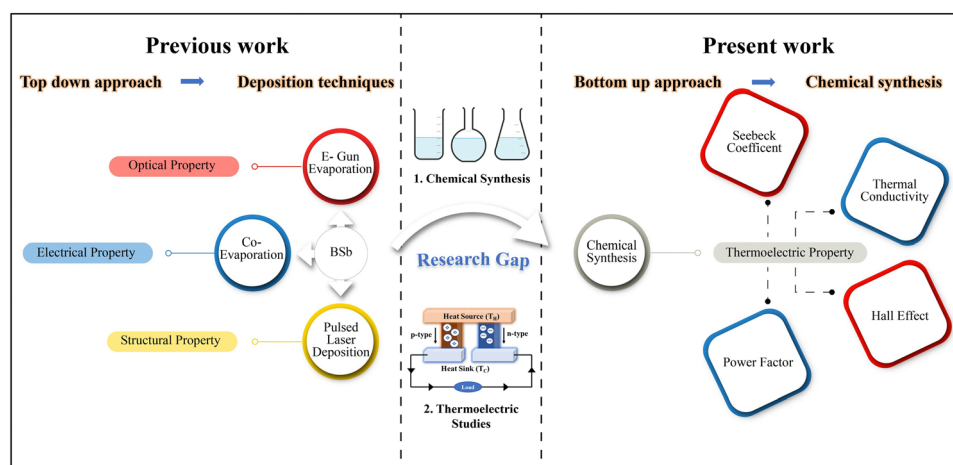 Previous work
Top down approach
Deposition techniques
Optical Property
E- Gun
Evaporation
Electrical Property
Co-
Evaporation
BSb
Structural Property
Pulsed
Laser
Deposition
1. Chemical Synthesis
Research Gap
Heat Source (TH)
p-type
n-type
Heat Sink (TC)
Load
2. Thermoelectric
Studies
Present work
Bottom up approach
Chemical synthesis
Seebeck
Coefficent
Thermal
Conductivity
Chemical
Synthesis
Thermoelectric Property
Hall Effect
Power Factor